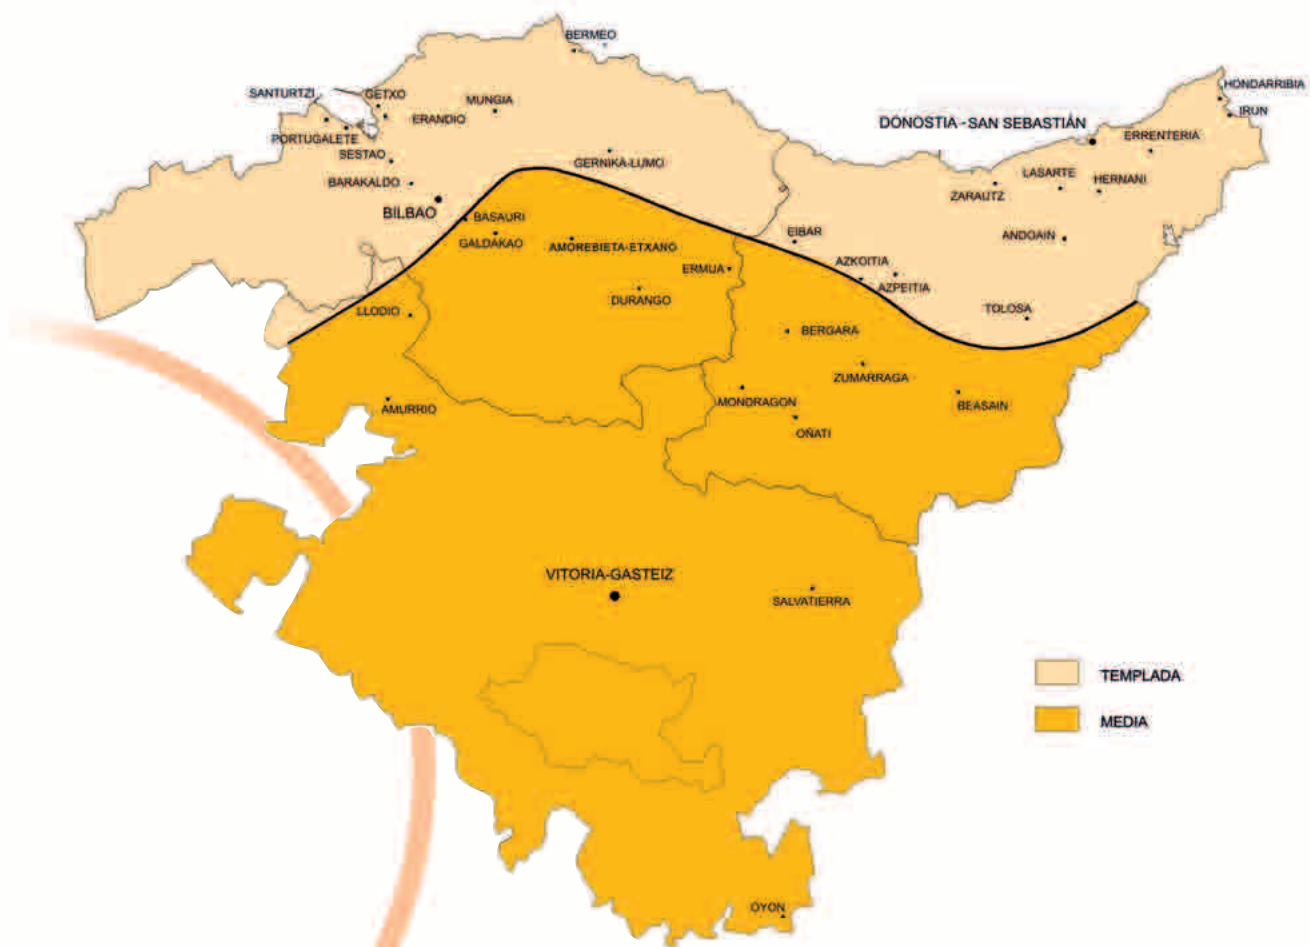 BERMEO
HONDARRIBIA
SANTURTZI
GETXO
MUNGIA
IRUN
ERANDIO
DONOSTIA - SAN SEBASTIÁN
PORTUGALETE
ERRENTERIA
SESTAO
GERNIKA-LUMO
LASARTE
BARAKALDO
HERNANI
ZARAUTZ
BILBAO
BASAURI
EIBAR
ANDOAIN
GALDAKAO
AMOREBIETA-ETXANO
AZKOITIA
ERMUA
AZPEITIA
DURANGO
LLODIO
TOLOSA
BERGARA
ZUMARRAGA
MONDRAGON
BEASAIN
AMURRIO
OÑATI
VITORIA-GASTEIZ
SALVATIERRA
TEMPLADA
MEDIA
OYON